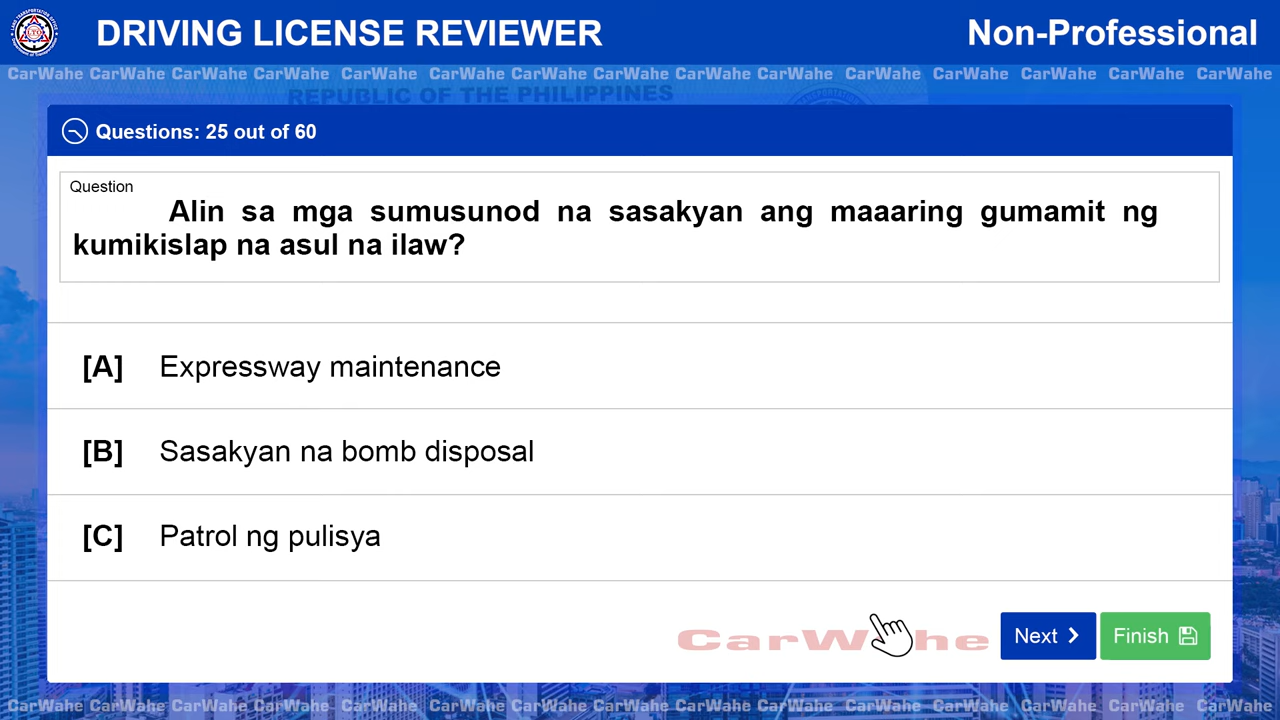 DRIVING LICENSE REVIEWER
Non-Professional
CarWahe CarWahe CarWahe CarWahe CarWahe CarWahe CarWahe CarWahe CarWahe CarWahe CarWahe CarWahe CarWahe CarWahe CarWahe
REPUBLIC OF THE PHILIPPINES
Questions: 25 out of 60
Question
Alin sa mga sumusunod na sasakyan ang maaaring gumamit ng
kumikislap na asul na ilaw?
[A] Expressway maintenance
[B] Sasakyan na bomb disposal
[C] Patrol ng pulisya
CarWahe
Next
Finish
CarWahe CarWahe CarWahe CarWahe CarWahe CarWahe CarWahe CarWahe CarWahe CarWahe CarWahe CarWahe CarWahe CarWahe CarWahe